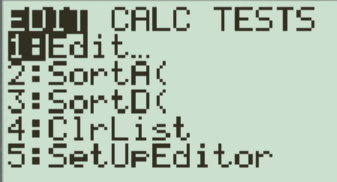 EDIT CALC TESTS
1:Edit…
2:SortA(
3:SortD(
4:ClrList
5:SetUpEditor